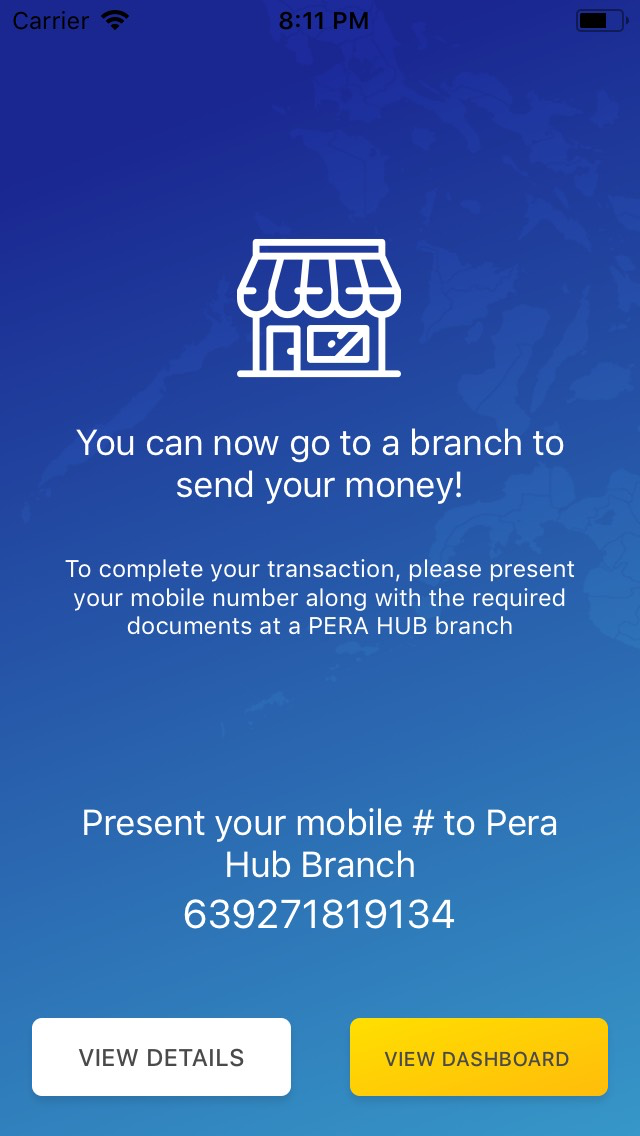 Carrier 8:11 PM
You can now go to a branch to
send your money!
To complete your transaction, please present
your mobile number along with the required
documents at a PERA HUB branch
Present your mobile # to Pera
Hub Branch
639271819134
VIEW DETAILS
VIEW DASHBOARD